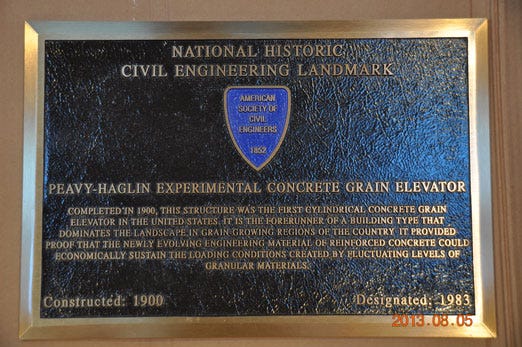 NATIONAL HISTORIC
CIVIL ENGINEERING LANDMARK
AMERICAN
SOCIETY OF
CIVIL
ENGINEERS
1852
PEAVY-HAGLIN EXPERIMENTAL CONCRETE GRAIN ELEVATOR
COMPLETED IN 1900, THIS STRUCTURE WAS THE FIRST CYLINDRICAL CONCRETE GRAIN
ELEVATOR IN THE UNITED STATES. IT IS THE FORERUNNER OF A BUILDING TYPE THAT
DOMINATES THE LANDSCAPE IN GRAIN GROWING REGIONS OF THE COUNTRY. IT PROVIDED
PROOF THAT THE NEWLY EVOLVING ENGINEERING MATERIAL OF REINFORCED CONCRETE COULD
ECONOMICALLY SUSTAIN THE LOADING CONDITIONS CREATED BY FLUCTUATING LEVELS OF
GRANULAR MATERIALS.
Constructed: 1900 Designated: 1983
2013.08.05